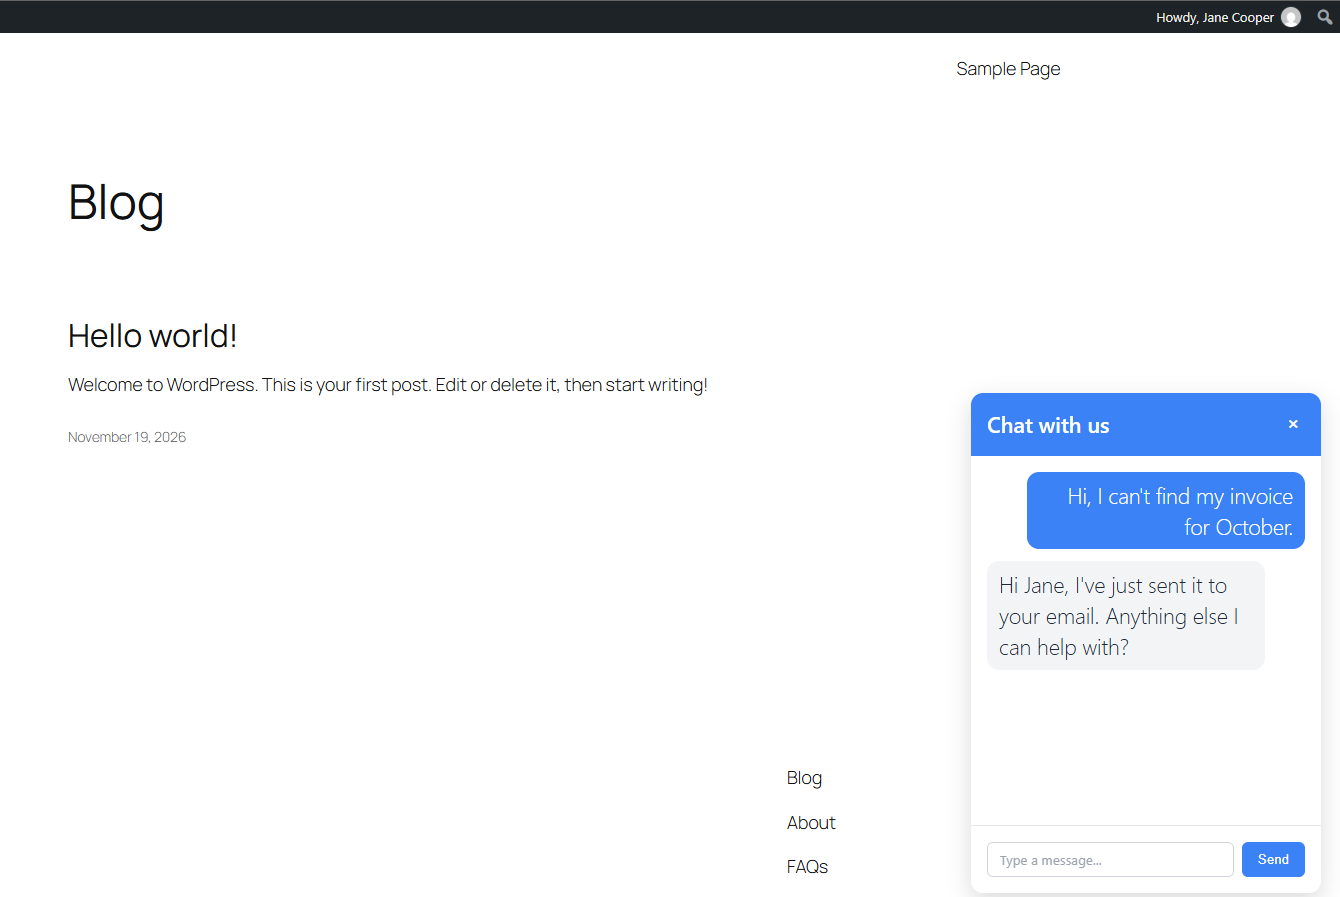 Howdy, Jane Cooper
Sample Page
Blog
Hello world!
Welcome to WordPress. This is your first post. Edit or delete it, then start writing!
November 19, 2026
Chat with us
×
Hi, I can't find my invoice
for October.
Hi Jane, I've just sent it to
your email. Anything else I
can help with?
Type a message...
Send
Blog
About
FAQs